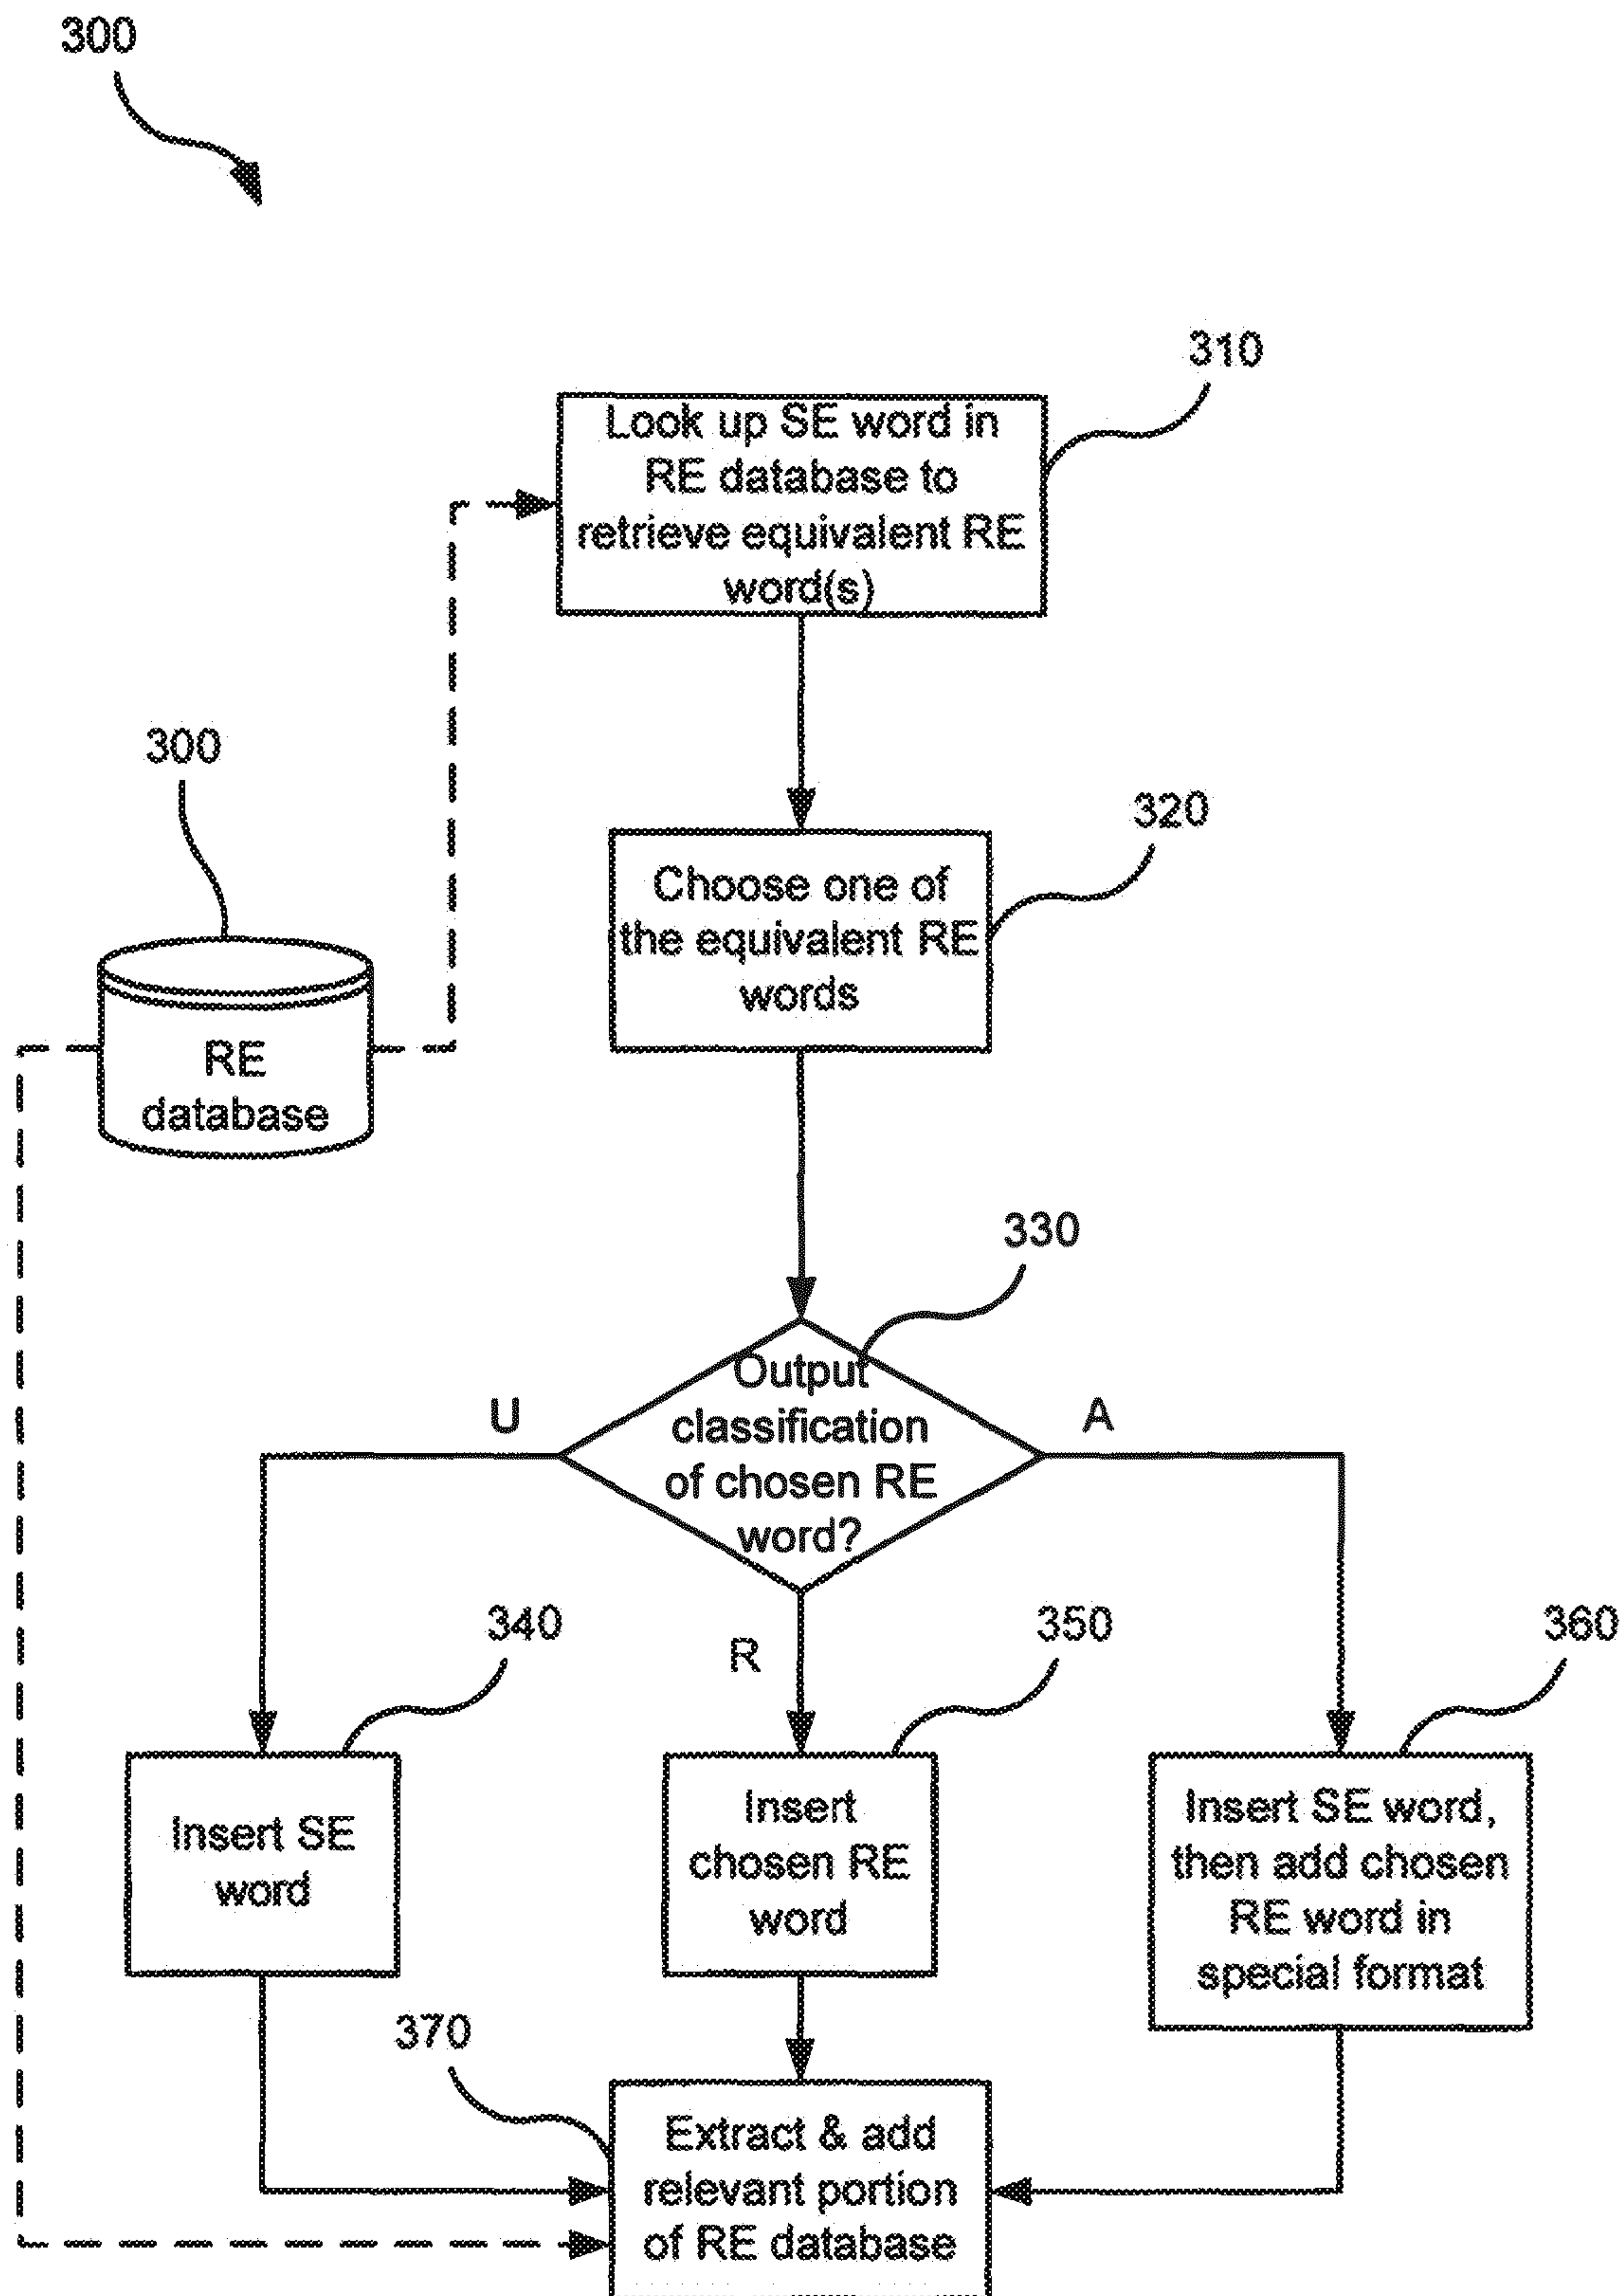 300
310
Look up SE word in
RE database to
retrieve equivalent RE
word(s)
300
320
Choose one of
the equivalent RE
words
RE
database
330
Output
classification
of chosen RE
word?
U
A
R
340
350
360
Insert SE
word
Insert
chosen RE
word
Insert SE word,
then add chosen
RE word in
special format
370
Extract & add
relevant portion
of RE database